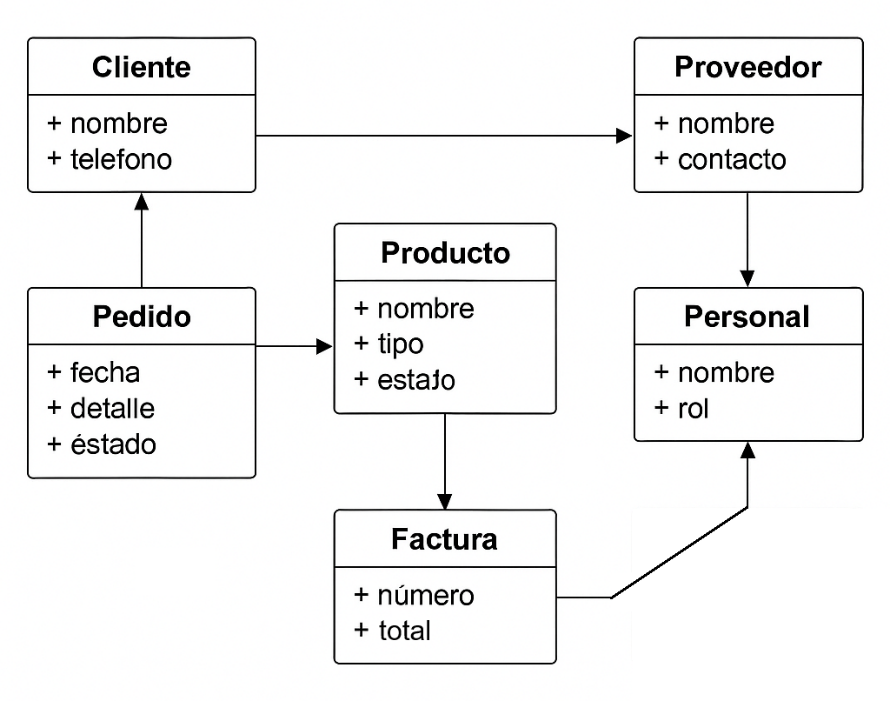 Cliente
+ nombre
+ telefono
Proveedor
+ nombre
+ contacto
Pedido
+ fecha
+ detalle
+ éstado
Producto
+ nombre
+ tipo
+
Personal
+ nombre
+ rol
Factura
+ número
+ total